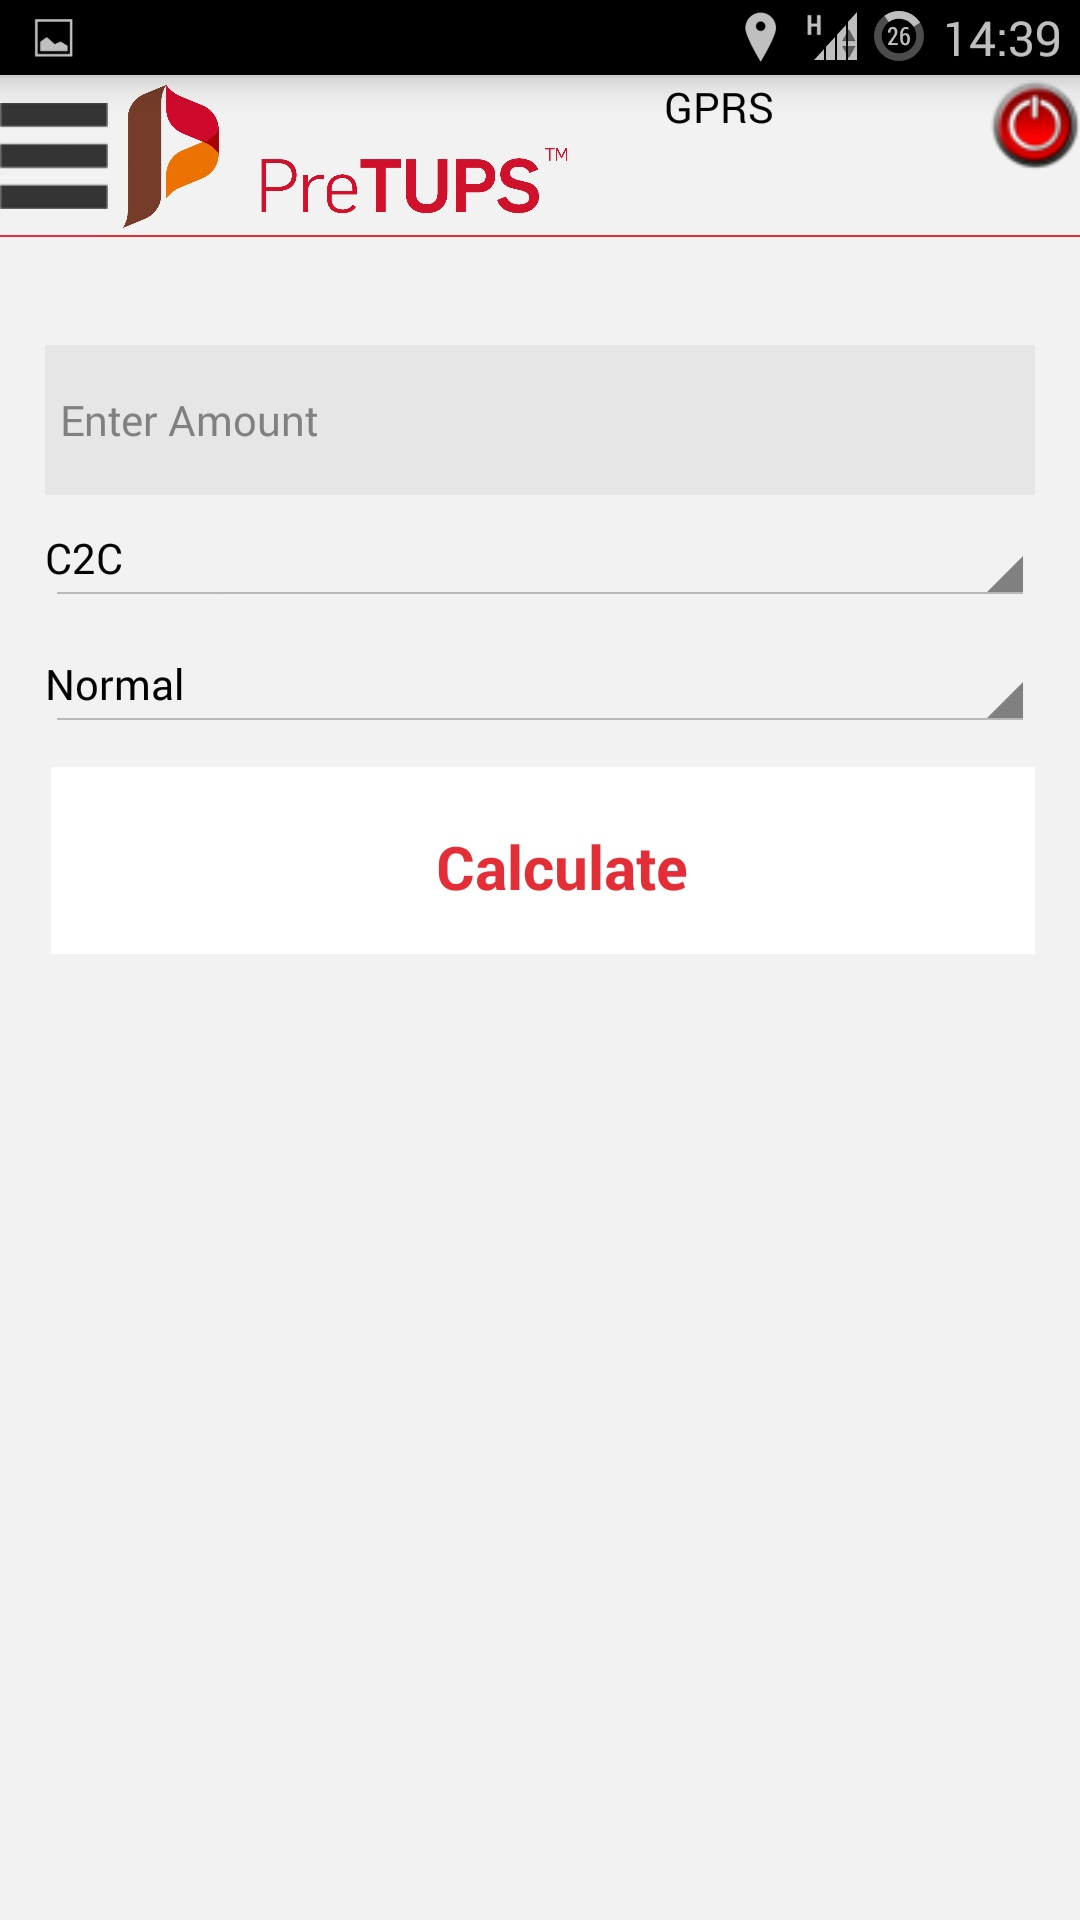 H 26 14:39
GPRS
PreTUPS™
Enter Amount
C2C
Normal
Calculate